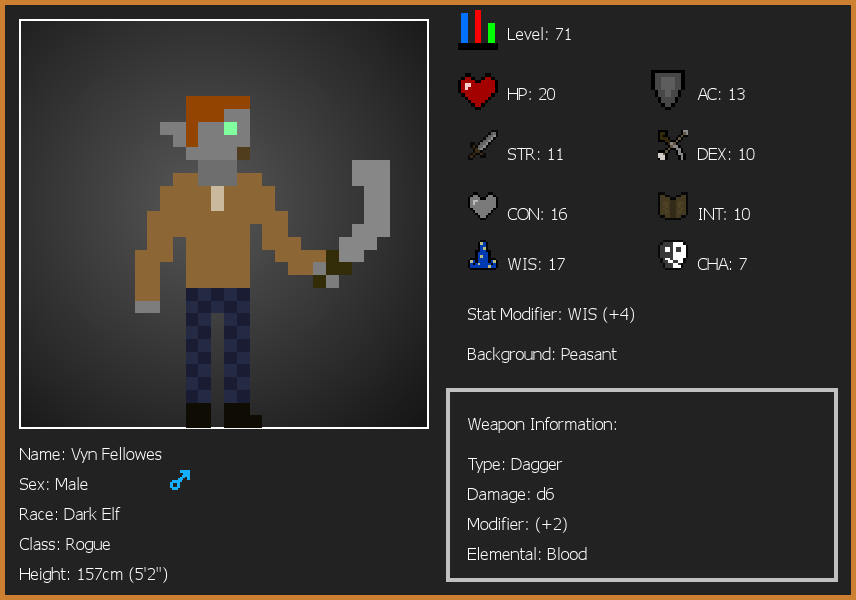 Level: 71
HP: 20
AC: 13
STR: 11
DEX: 10
CON: 16
INT: 10
WIS: 17
CHA: 7
Stat Modifier: WIS (+4)
Background: Peasant
Weapon Information:
Type: Dagger
Damage: d6
Modifier: (+2)
Elemental: Blood
Name: Vyn Fellowes
Sex: Male
Race: Dark Elf
Class: Rogue
Height: 157cm (5'2")